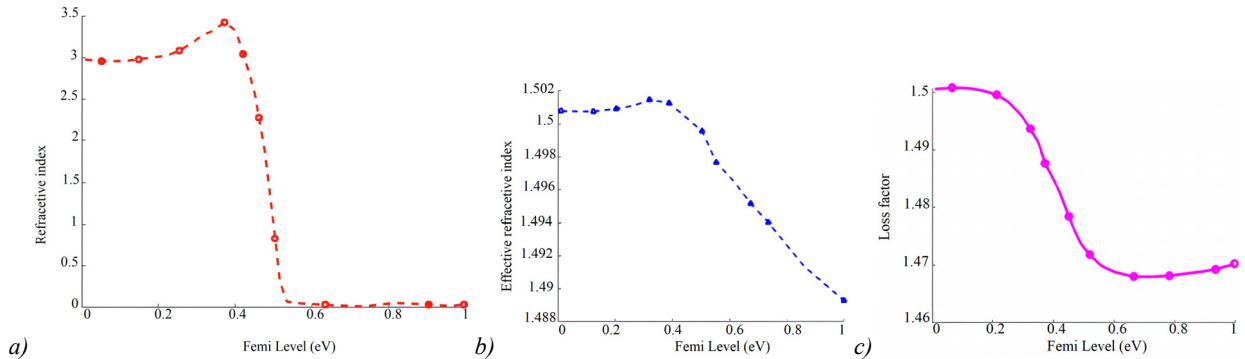 3.5
3
2.5
2
1.5
1
0.5
0
0 0.2 0.4 0.6 0.8 1
Refracetive index
Femi Level (eV)
a)
1.502
1.5
1.498
1.496
1.494
1.492
1.49
1.488
0 0.2 0.4 0.6 0.8 1
Effective refracetive index
Femi Level (eV)
b)
1.5
1.49
1.48
1.47
1.46
0 0.2 0.4 0.6 0.8 1
Loss factor
Femi Level (eV)
c)